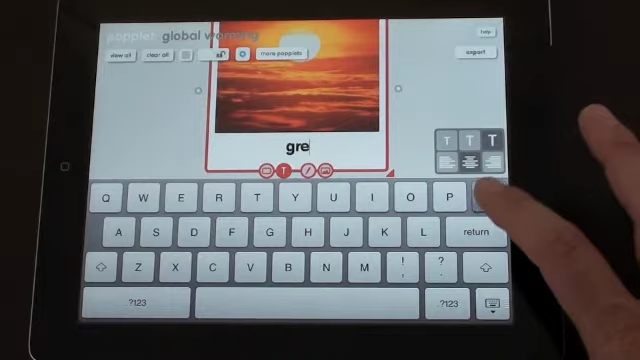 popplet global warming
help
view all clear all more popplets export
gre
T T T
T
Q W E R T Y U I O P
A S D F G H J K L return
Z X C V B N M ! , ? .
.?123 .?123